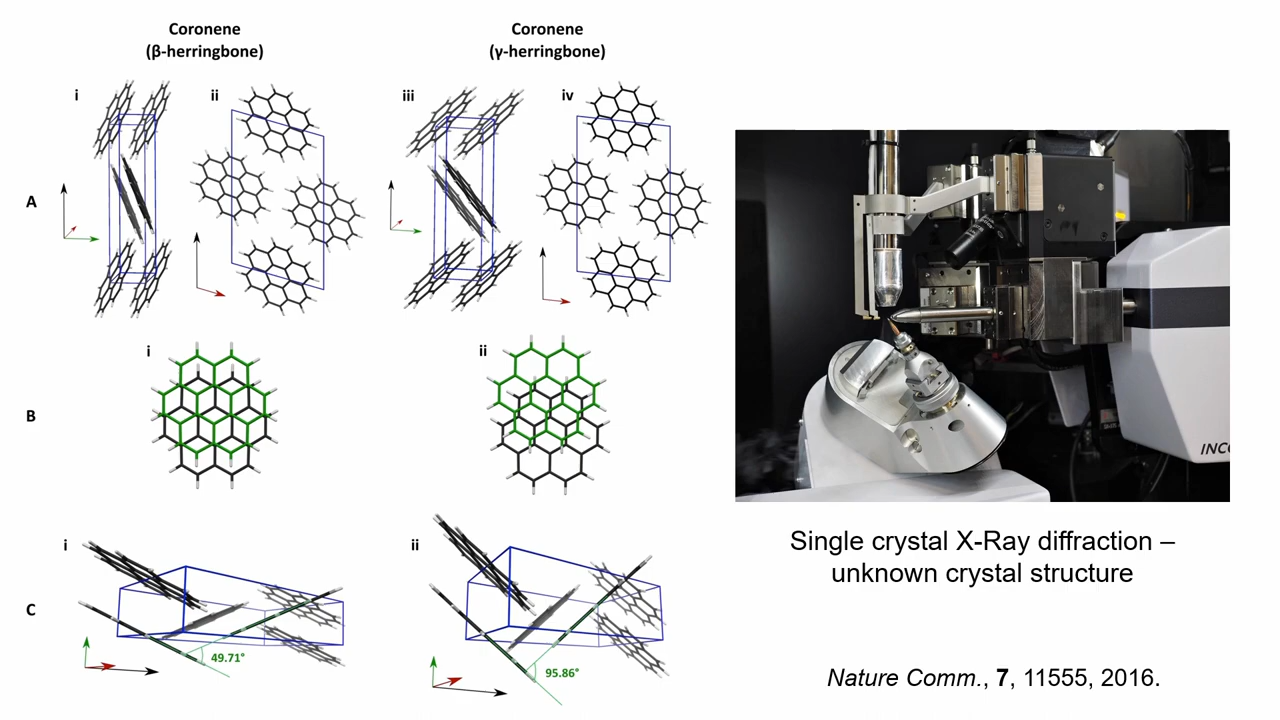 Coronene
(β-herringbone)
Coronene
(γ-herringbone)
i
ii
iii
iv
A
i
ii
B
i
ii
C
49.71°
95.86°
Single crystal X-Ray diffraction –
unknown crystal structure
Nature Comm., 7, 11555, 2016.